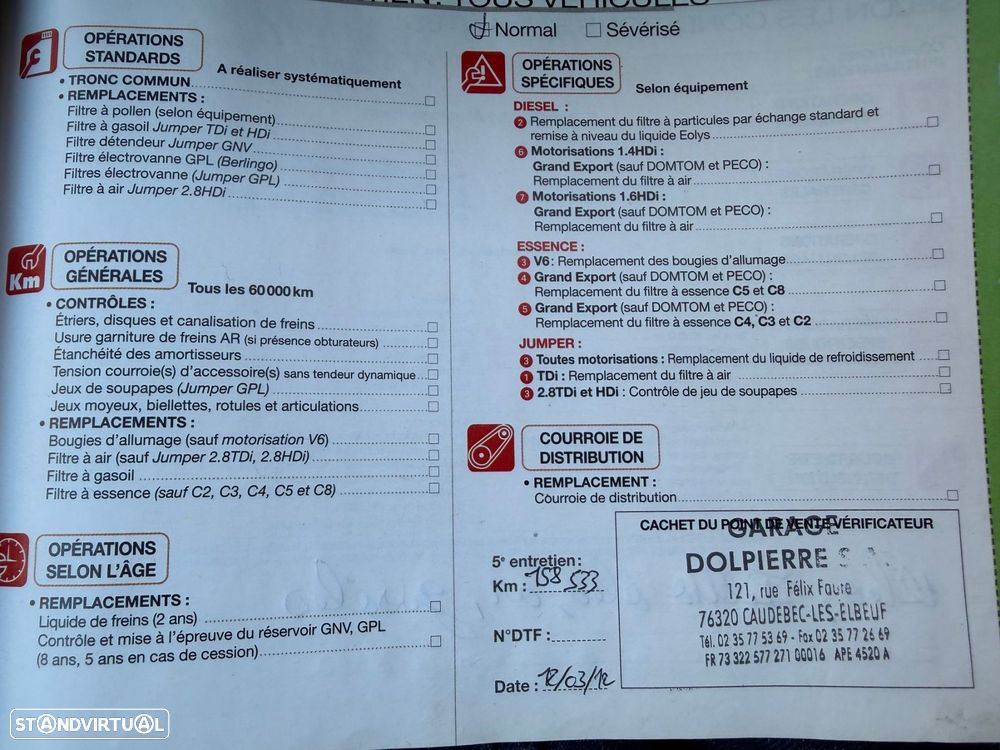 TOUS VÉHICULES
Normal Sévérisé
OPÉRATIONS
STANDARDS
A réaliser systématiquement
• TRONC COMMUN
• REMPLACEMENTS :
Filtre à pollen (selon équipement)
Filtre à gasoil Jumper TDi et HDi
Filtre détendeur Jumper GNV
Filtre électrovanne GPL (Berlingo)
Filtres électrovanne (Jumper GPL)
Filtre à air Jumper 2.8HDi
Km
OPÉRATIONS
GÉNÉRALES
Tous les 60 000 km
• CONTRÔLES :
Étriers, disques et canalisation de freins
Usure garniture de freins AR (si présence obturateurs)
Étanchéité des amortisseurs
Tension courroie(s) d'accessoire(s) sans tendeur dynamique
Jeux de soupapes (Jumper GPL)
Jeux moyeux, biellettes, rotules et articulations
• REMPLACEMENTS :
Bougies d'allumage (sauf motorisation V6)
Filtre à air (sauf Jumper 2.8TDi, 2.8HDi)
Filtre à gasoil
Filtre à essence (sauf C2, C3, C4, C5 et C8)
OPÉRATIONS
SELON L'ÂGE
• REMPLACEMENTS :
Liquide de freins (2 ans)
Contrôle et mise à l'épreuve du réservoir GNV, GPL
(8 ans, 5 ans en cas de cession)
OPÉRATIONS
SPÉCIFIQUES
Selon équipement
DIESEL :
2 Remplacement du filtre à particules par échange standard et
remise à niveau du liquide Eolys
6 Motorisations 1.4HDi :
Grand Export (sauf DOMTOM et PECO) :
Remplacement du filtre à air
7 Motorisations 1.6HDi :
Grand Export (sauf DOMTOM et PECO) :
Remplacement du filtre à air
ESSENCE :
3 V6 : Remplacement des bougies d'allumage
4 Grand Export (sauf DOMTOM et PECO) :
Remplacement du filtre à essence C5 et C8
5 Grand Export (sauf DOMTOM et PECO) :
Remplacement du filtre à essence C4, C3 et C2
JUMPER :
3 Toutes motorisations : Remplacement du liquide de refroidissement
1 TDi : Remplacement du filtre à air
3 2.8TDi et HDi : Contrôle de jeu de soupapes
COURROIE DE
DISTRIBUTION
• REMPLACEMENT :
Courroie de distribution
5e entretien :
Km : 158 533
N°DTF :
Date : 12/03/12
CACHET DU POINT DE VENTE VÉRIFICATEUR
GARAGE
DOLPIERRE S.A.
121, rue Félix Faure
76320 CAUDEBEC-LES-ELBEUF
Tél. 02 35 77 53 69 - Fax 02 35 77 26 69
FR 73 322 577 271 00016 APE 4520 A
STANDVIRTUAL